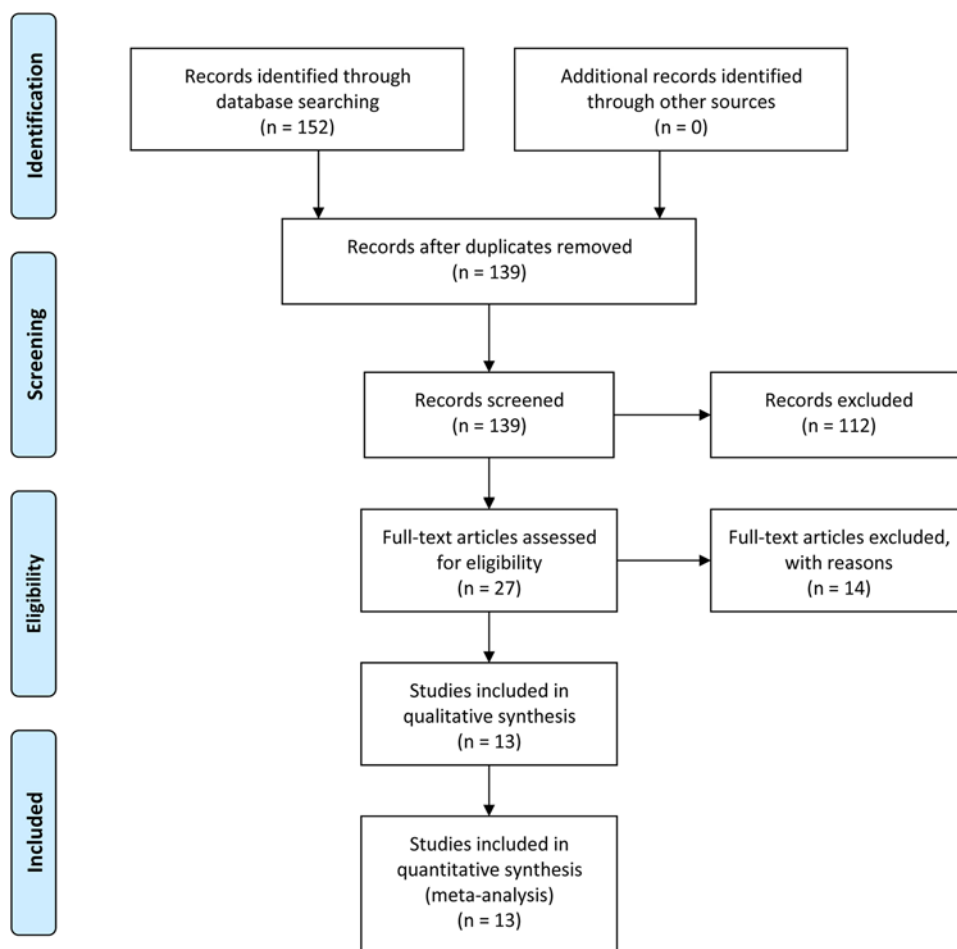 Identification
Records identified through
database searching
(n = 152)
Additional records identified
through other sources
(n = 0)
Records after duplicates removed
(n = 139)
Screening
Records screened
(n = 139)
Records excluded
(n = 112)
Eligibility
Full-text articles assessed
for eligibility
(n = 27)
Full-text articles excluded,
with reasons
(n = 14)
Studies included in
qualitative synthesis
(n = 13)
Included
Studies included in
quantitative synthesis
(meta-analysis)
(n = 13)